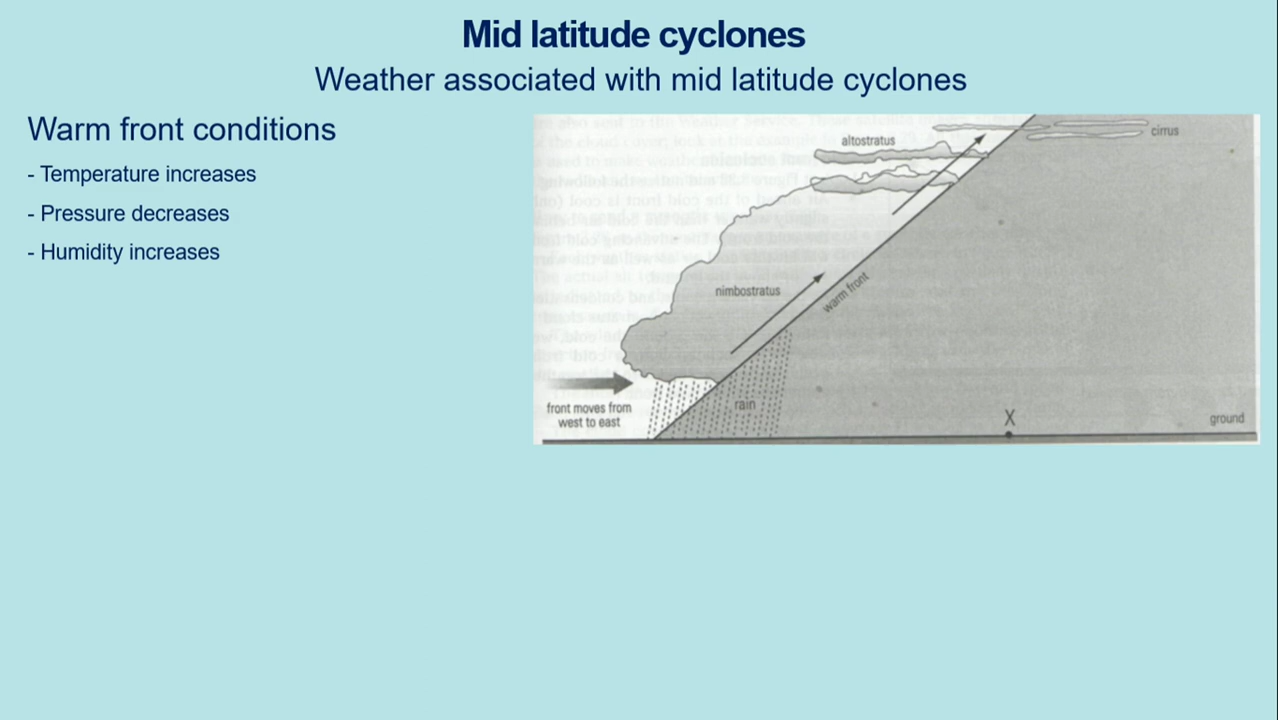 Mid latitude cyclones
Weather associated with mid latitude cyclones
Warm front conditions
- Temperature increases
- Pressure decreases
- Humidity increases
altostratus
cirrus
nimbostratus
warm front
front moves from
west to east
rain
X
ground